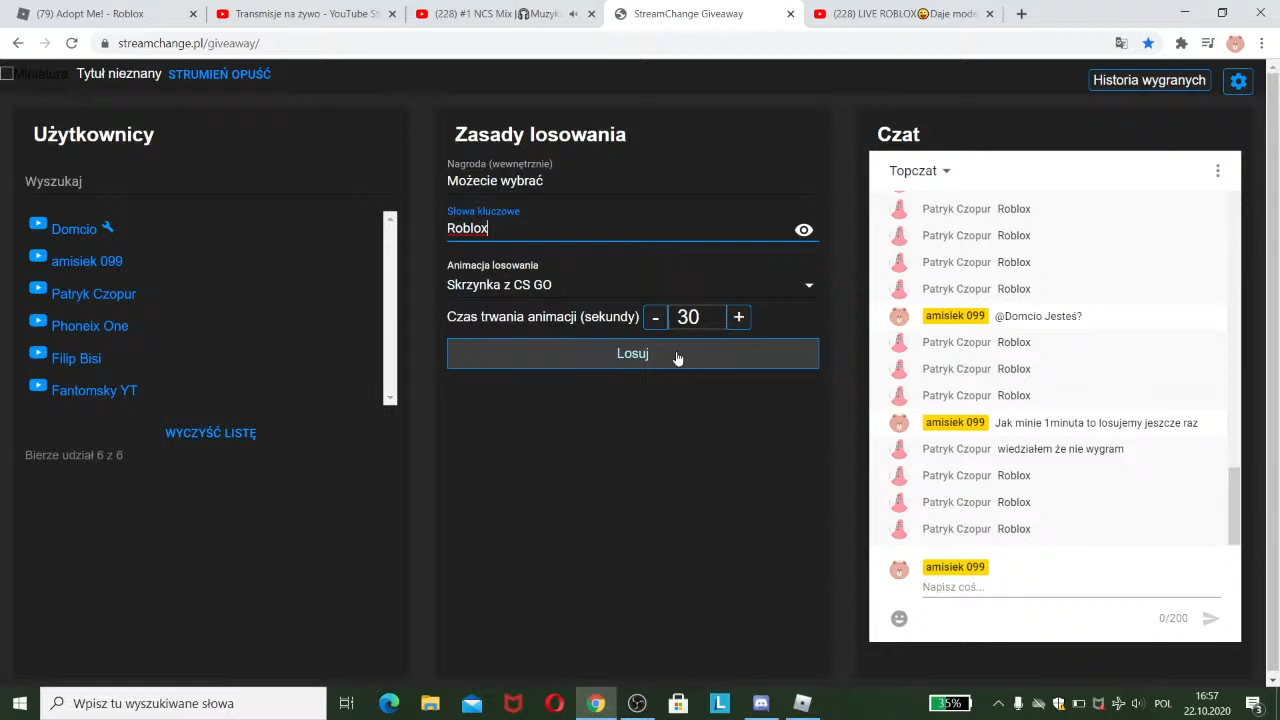 (79) Adopt Me! - Roblox
Transmisje na żywo - YouTube St
(228) #1 NCS Mix |🎧Muzyk
StreamChange Giveaway
(228) LIVE ROBLOX😀Daje mode
streamchange.pl/giveaway/
Miniatura
Tytuł nieznany
STRUMIEŃ OPUŚĆ
Historia wygranych
Użytkownicy
Wyszukaj
Domcio
amisiek 099
Patryk Czopur
Phoneix One
Filip Bisi
Fantomsky YT
WYCZYŚĆ LISTĘ
Bierze udział 6 z 6
Zasady losowania
Nagroda (wewnętrznie)
Możecie wybrać
Słowa kluczowe
Roblox
Animacja losowania
Skrzynka z CS GO
Czas trwania animacji (sekundy) - 30 +
Losuj
Czat
Topczat
Patryk Czopur Roblox
Patryk Czopur Roblox
Patryk Czopur Roblox
Patryk Czopur Roblox
amisiek 099 @Domcio Jesteś?
Patryk Czopur Roblox
Patryk Czopur Roblox
Patryk Czopur Roblox
amisiek 099 Jak minie 1minuta to losujemy jeszcze raz
Patryk Czopur wiedziałem że nie wygram
Patryk Czopur Roblox
Patryk Czopur Roblox
Patryk Czopur Roblox
amisiek 099
Napisz coś...
0/200
Wpisz tu wyszukiwane słowa
35%
POL
16:57
22.10.2020
3